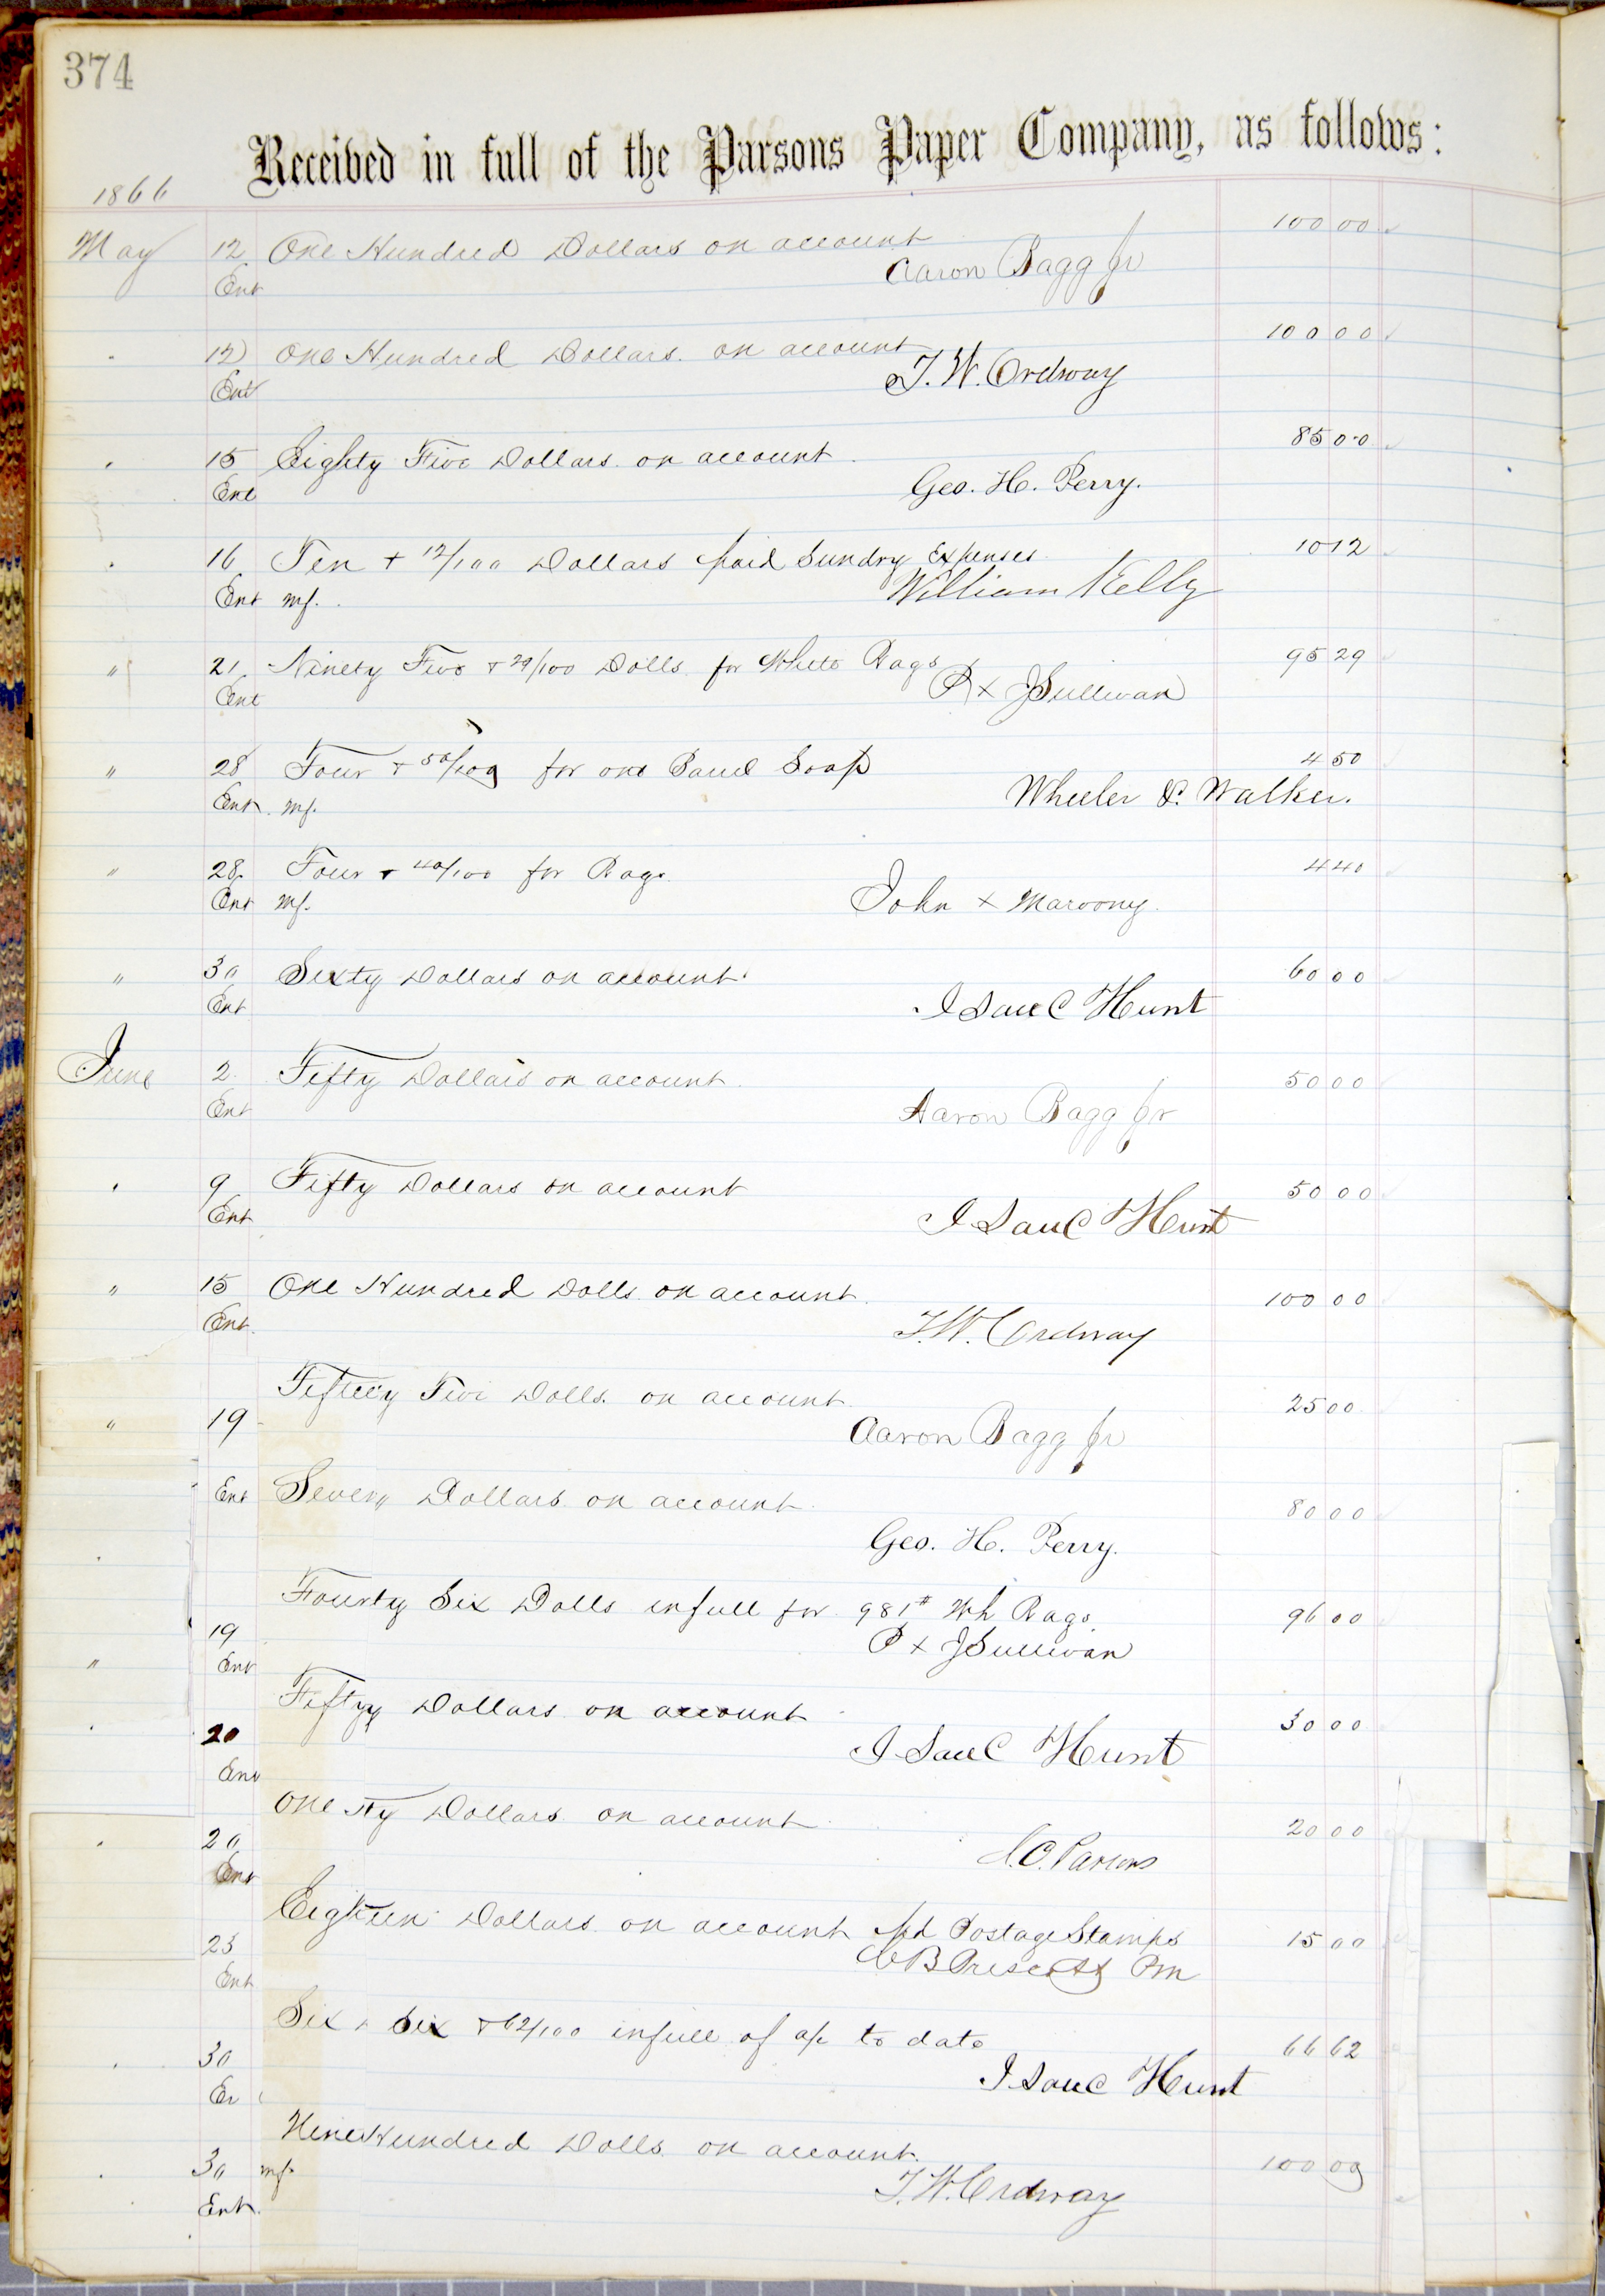 374
Received in full of the Parsons Paper Company, as follows:
1866
May 12 One Hundred Dollars on account 100 00
Ent Aaron Bagg Jr
12 One Hundred Dollars on account 100 00
Ent T. W. Ordway
15 Eighty Five Dollars on account 85 00
Ent Geo. H. Perry.
16 Ten + 12/100 Dollars paid Sundry Expenses 10 12
Ent mf. William Kelly
" 21 Ninety Five + 29/100 Dolls for White Rags 95 29
Ent P x J Sullivan
" 28 Four + 50/100 for one Barrel Soap 4 50
Ent mf. Wheeler & Walker.
" 28 Four + 40/100 for Rags 4 40
Ent mf. John x Maroony
" 30 Sixty Dollars on account 60 00
Ent Isaac Hunt
June 2 Fifty Dollars on account 50 00
Ent Aaron Bagg Jr
9 Fifty Dollars on account 50 00
Ent Isaac Hunt
" 15 One Hundred Dolls on account 100 00
Ent T. W. Ordway
Five Dolls. on account 25 00
" 19 Aaron Bagg Jr
Ent Dollars on account 80 00
Geo. H. Perry.
Six Dolls in full for 981# Wh Rags 96 00
19 P x J Sullivan
" Ent
Dollars on account 30 00
20 Isaac Hunt
Ent
Dollars on account 20 00
20 Parsons
Ent
Eighteen Dollars on account pd Postage Stamps 15 00
23 Prescott Pm
Ent
Six Six + 62/100 in full of a/c to date 66 62
30 Isaac Hunt
Nine Hundred Dolls on account 100 00
30 mf.
Ent T. W. Ordway